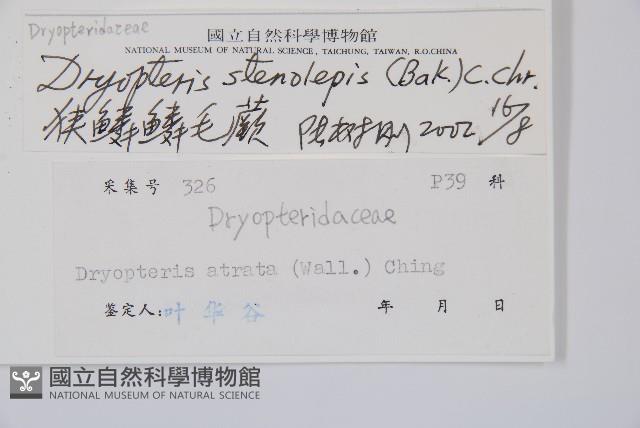 Dryopteridaceae
國立自然科學博物館
NATIONAL MUSEUM OF NATURAL SCIENCE, TAICHUNG, TAIWAN, R.O.CHINA
Dryopteris stenolepis (Bak.) C. Chr.
狭鱗鱗毛蕨 2002 16/8
采集号 326 P39 科
Dryopteridaceae
Dryopteris atrata (Wall.) Ching
鉴定人:叶华谷 年 月 日
國立自然科學博物館
NATIONAL MUSEUM OF NATURAL SCIENCE